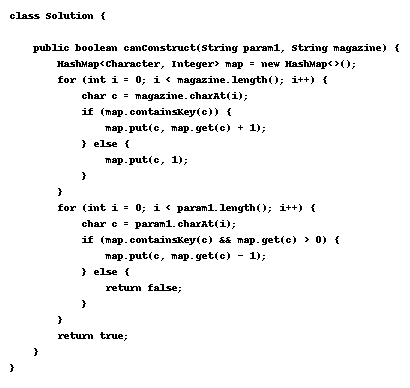 class Solution {
public boolean canConstruct(String param1, String magazine) {
HashMap<Character, Integer> map = new HashMap<>();
for (int i = 0; i < magazine.length(); i++) {
char c = magazine.charAt(i);
if (map.containsKey(c)) {
map.put(c, map.get(c) + 1);
} else {
map.put(c, 1);
}
}
for (int i = 0; i < param1.length(); i++) {
char c = param1.charAt(i);
if (map.containsKey(c) && map.get(c) > 0) {
map.put(c, map.get(c) - 1);
} else {
return false;
}
}
return true;
}
}